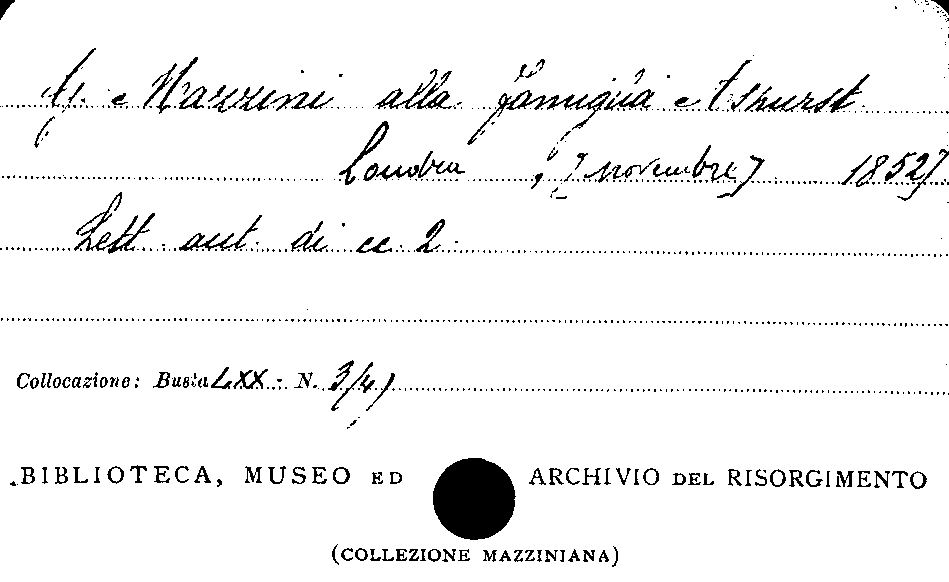 G. Mazzini alla famiglia Ashurst
Londra, [novembre] 1852]
Lett. aut. di cc. 2.
Collocazione: Busta LXX - N. 3/4)
BIBLIOTECA, MUSEO ED ARCHIVIO DEL RISORGIMENTO
(COLLEZIONE MAZZINIANA)